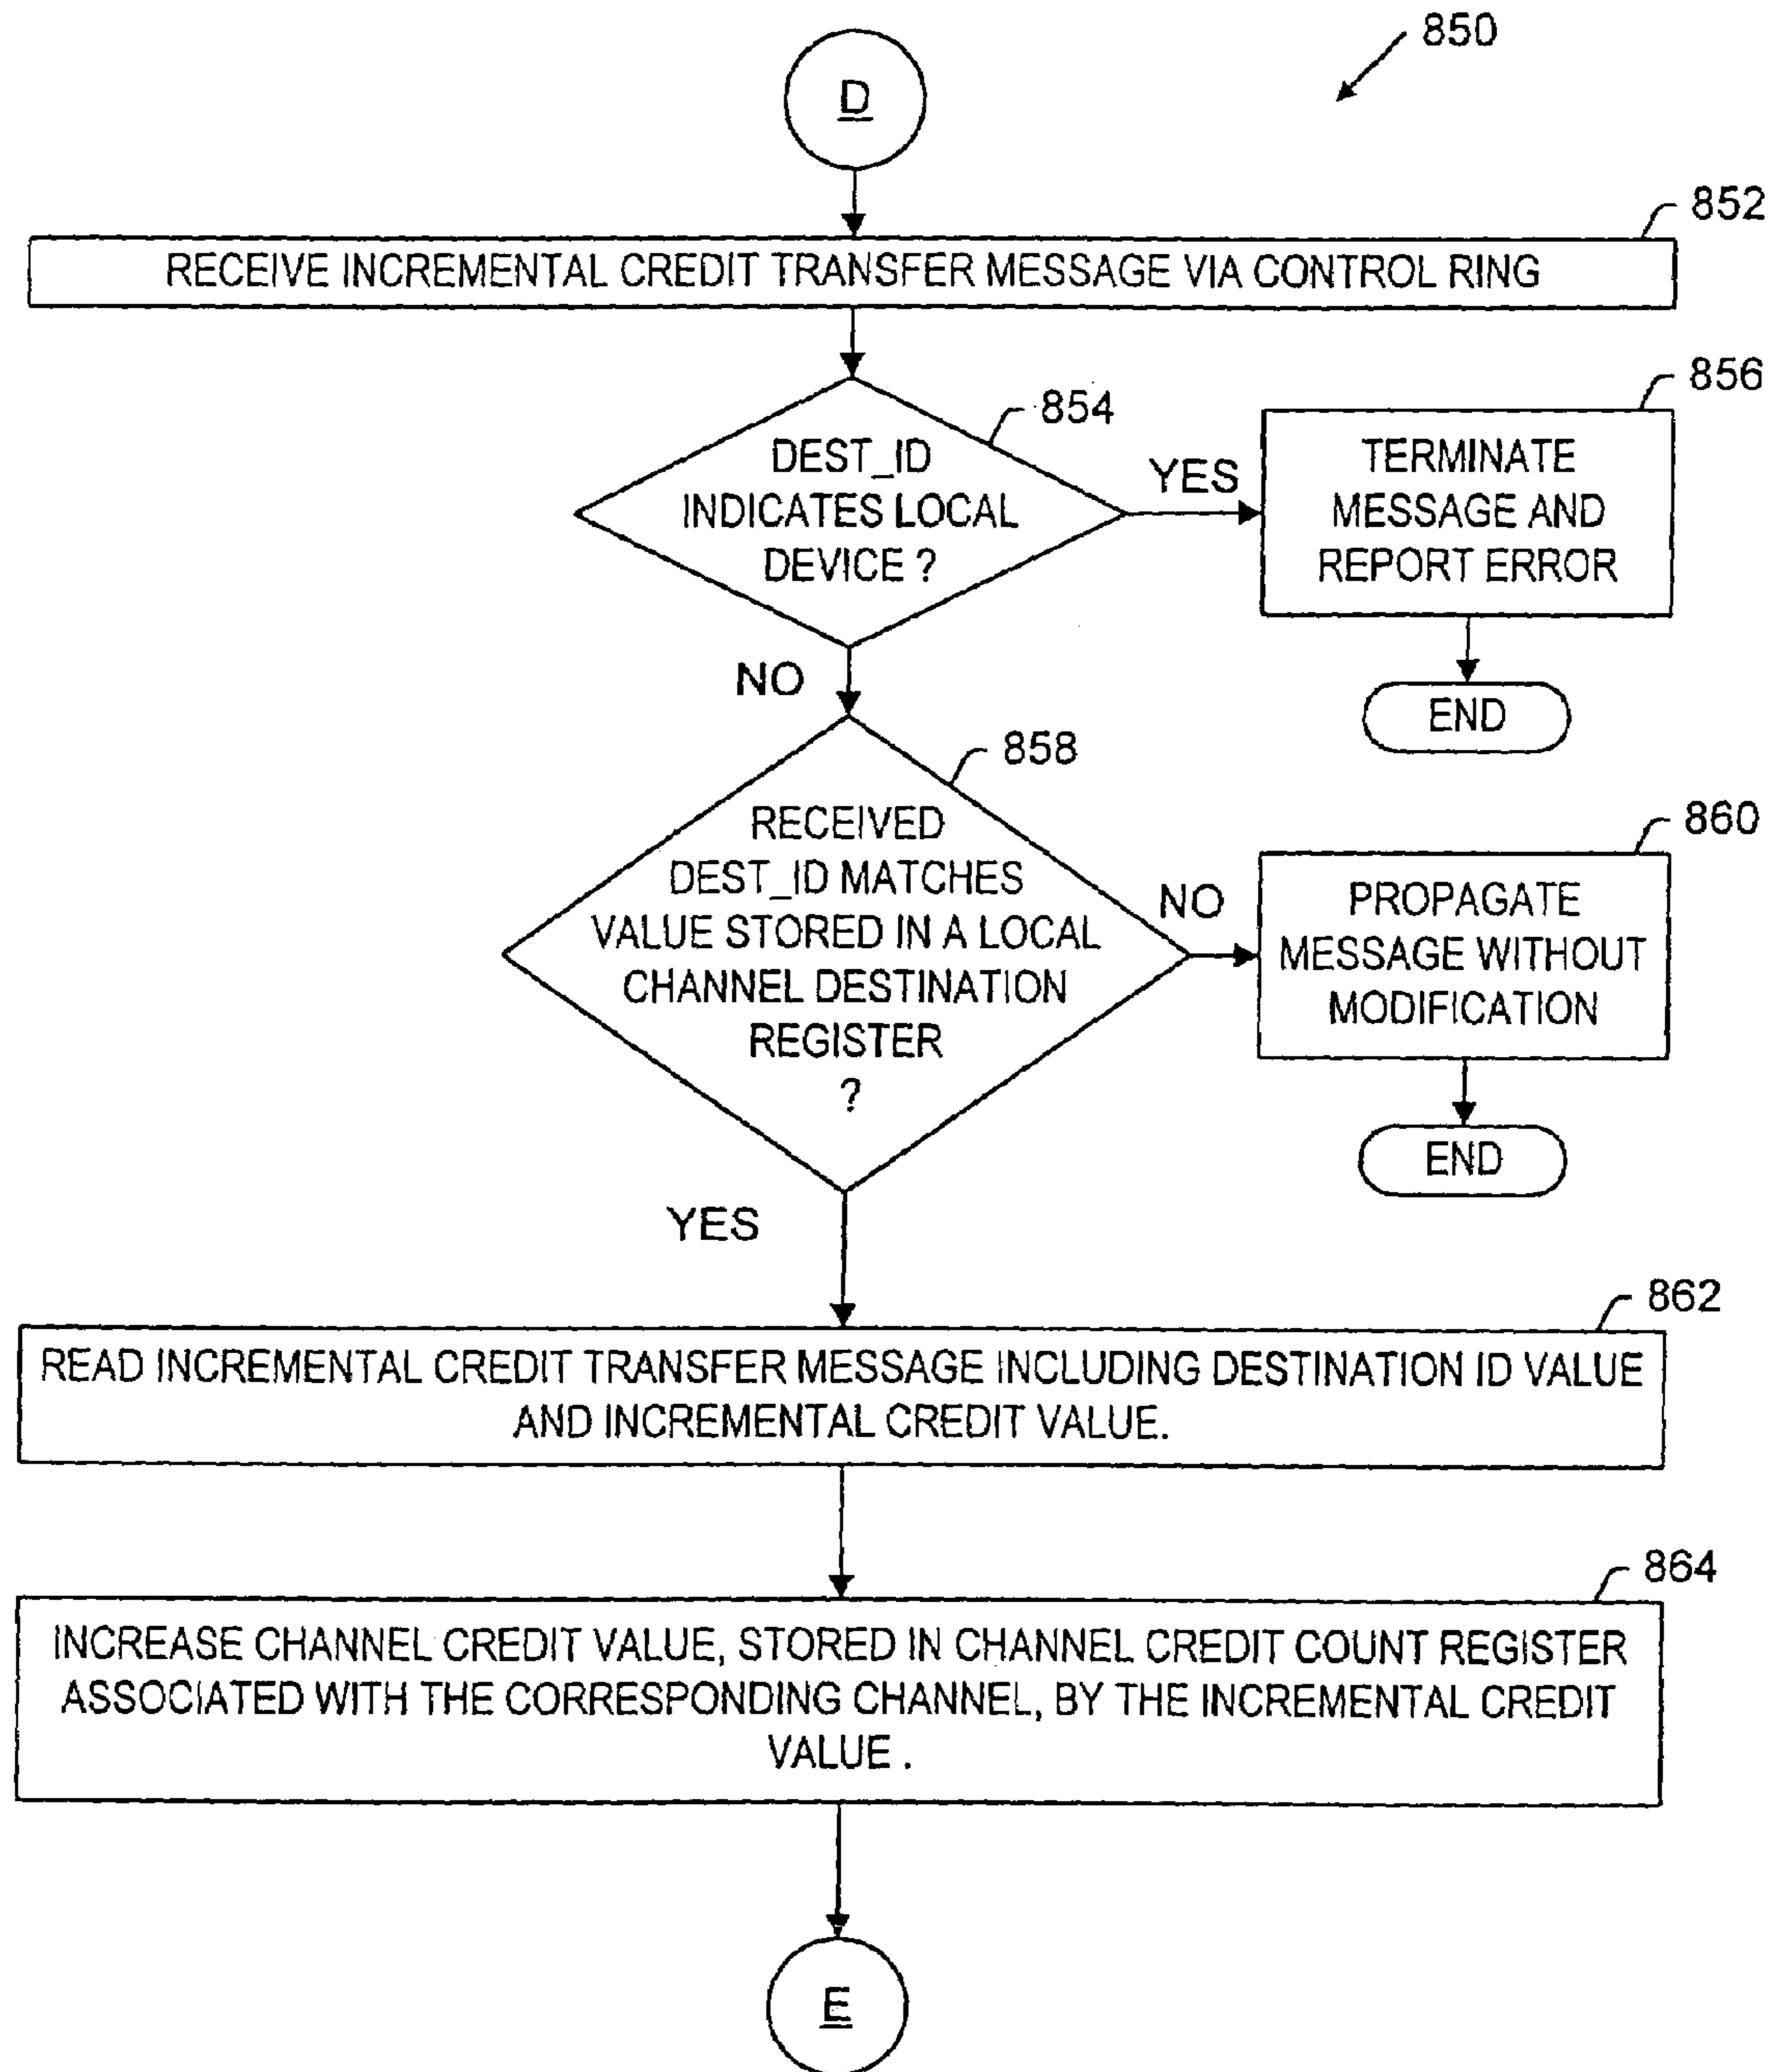 850
D
852
RECEIVE INCREMENTAL CREDIT TRANSFER MESSAGE VIA CONTROL RING
854
DEST_ID
INDICATES LOCAL
DEVICE ?
YES
856
TERMINATE
MESSAGE AND
REPORT ERROR
END
NO
858
RECEIVED
DEST_ID MATCHES
VALUE STORED IN A LOCAL
CHANNEL DESTINATION
REGISTER
?
NO
860
PROPAGATE
MESSAGE WITHOUT
MODIFICATION
END
YES
862
READ INCREMENTAL CREDIT TRANSFER MESSAGE INCLUDING DESTINATION ID VALUE
AND INCREMENTAL CREDIT VALUE.
864
INCREASE CHANNEL CREDIT VALUE, STORED IN CHANNEL CREDIT COUNT REGISTER
ASSOCIATED WITH THE CORRESPONDING CHANNEL, BY THE INCREMENTAL CREDIT
VALUE .
E